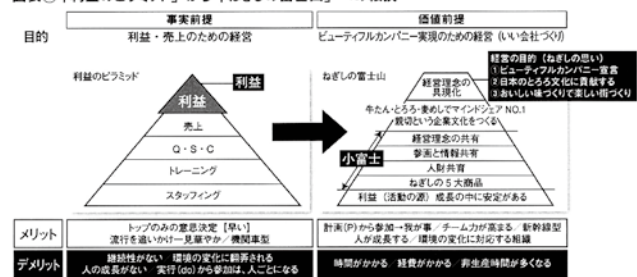 事実前提
価値前提
目的
利益・売上のための経営
ビューティフルカンパニー実現のための経営(いい会社づくり)
利益のピラミッド
利益
利益
売上
Q・S・C
トレーニング
スタッフィング
ねぎしの富士山
経営の目的(ねぎしの思い)
①ビューティフルカンパニー宣言
②日本のとろろ文化に貢献する
③おいしい味づくりで楽しい街づくり
経営理念の
具現化
牛たん・とろろ・麦めしでマインドシェア NO.1
親切という企業文化をつくる
小富士
経営理念の共有
参画と情報共有
人財共育
ねぎしの5大商品
利益(活動の源)成長の中に安定がある
メリット
トップのみの意思決定【早い】
流行を追いかけ一見華やか/機関車型
計画(P)から参加→我が事/チーム力が高まる/新幹線型
人が成長する/環境の変化に対応する組織
デメリット
継続性がない 環境の変化に翻弄される
人の成長がない 実行(do)から参加は、人ごとになる
時間がかかる/経費がかかる/非生産時間が多くなる